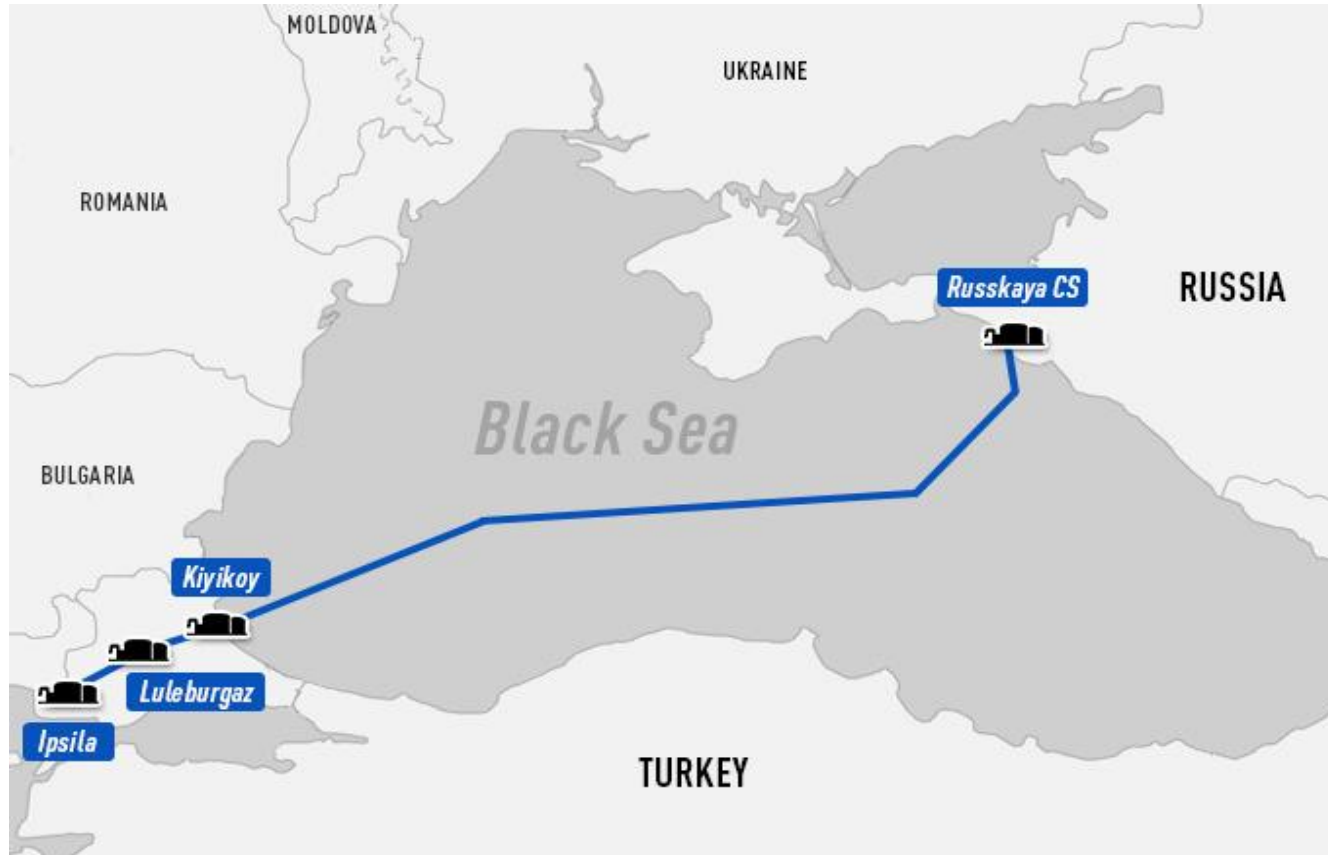 MOLDOVA
UKRAINE
ROMANIA
Russkaya CS
RUSSIA
Black Sea
BULGARIA
Kiyikoy
Luleburgaz
Ipsila
TURKEY